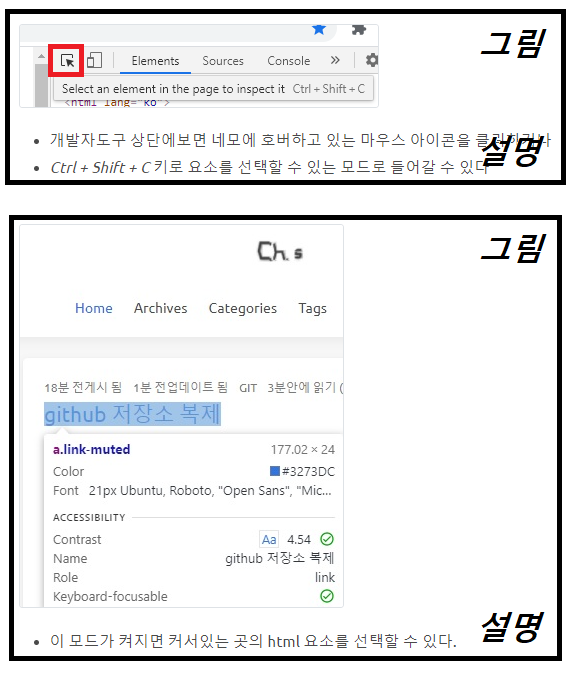 그림
Elements Sources Console »
Select an element in the page to inspect it Ctrl + Shift + C
<html lang="ko">
개발자도구 상단에보면 네모에 호버하고 있는 마우스 아이콘을 클릭하거나
Ctrl + Shift + C 키로 요소를 선택할 수 있는 모드로 들어갈 수 있다
설명
그림
Ch. s
Home Archives Categories Tags
18분 전게시 됨 1분 전업데이트 됨 GIT 3분안에 읽기 (
github 저장소 복제
a.link-muted 177.02 × 24
Color #3273DC
Font 21px Ubuntu, Roboto, "Open Sans", "Mic...
ACCESSIBILITY
Contrast Aa 4.54
Name github 저장소 복제
Role link
Keyboard-focusable
설명
이 모드가 켜지면 커서있는 곳의 html 요소를 선택할 수 있다.